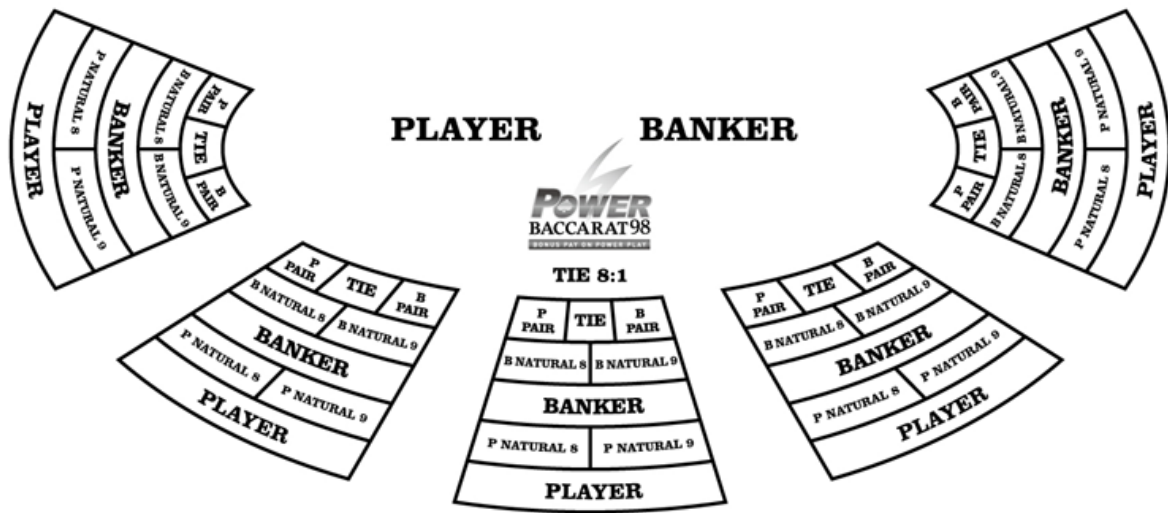 PLAYER
P NATURAL 8
P NATURAL 9
BANKER
B NATURAL 8
B NATURAL 9
P
PAIR
TIE
B
PAIR
PLAYER BANKER
POWER
BACCARAT 98
BONUS PAY ON POWER PLAY
TIE 8:1
B
PAIR
TIE
P
PAIR
B NATURAL 9
B NATURAL 8
BANKER
P NATURAL 9
P NATURAL 8
PLAYER
P
PAIR
TIE
B
PAIR
B NATURAL 8
B NATURAL 9
BANKER
P NATURAL 8
P NATURAL 9
PLAYER
P
PAIR
TIE
B
PAIR
B NATURAL 8
B NATURAL 9
BANKER
P NATURAL 8
P NATURAL 9
PLAYER
P
PAIR
TIE
B
PAIR
B NATURAL 8
B NATURAL 9
BANKER
P NATURAL 8
P NATURAL 9
PLAYER